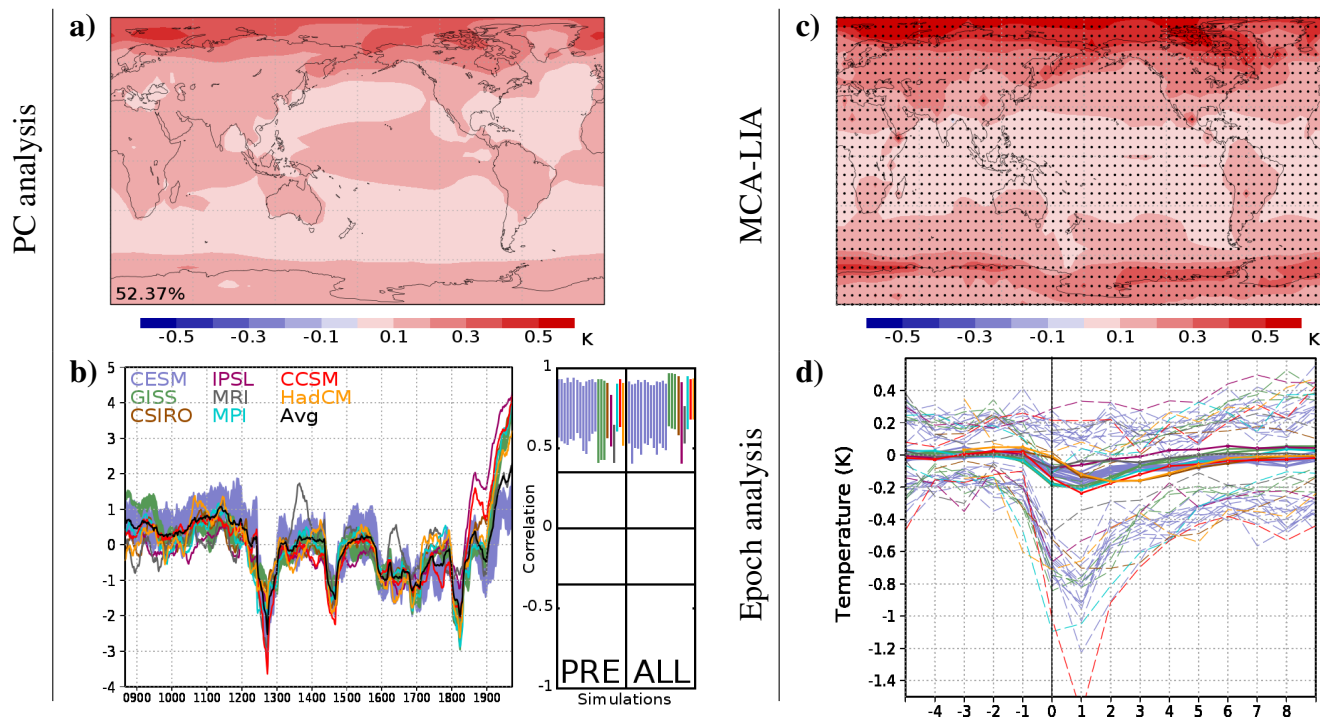 a)
PC analysis
52.37%
-0.5 -0.3 -0.1 0.1 0.3 0.5 K
b)
CESM IPSL CCSM
GISS MRI HadCM
CSIRO MPI Avg
5
4
3
2
1
0
-1
-2
-3
-4
0900 1000 1100 1200 1300 1400 1500 1600 1700 1800 1900
Correlation
1
0.5
0
-0.5
-1
PRE ALL
Simulations
c)
MCA-LIA
-0.5 -0.3 -0.1 0.1 0.3 0.5 K
d)
Epoch analysis
Temperature (K)
0.4
0.2
0
-0.2
-0.4
-0.6
-0.8
-1
-1.2
-1.4
-4 -3 -2 -1 0 1 2 3 4 5 6 7 8